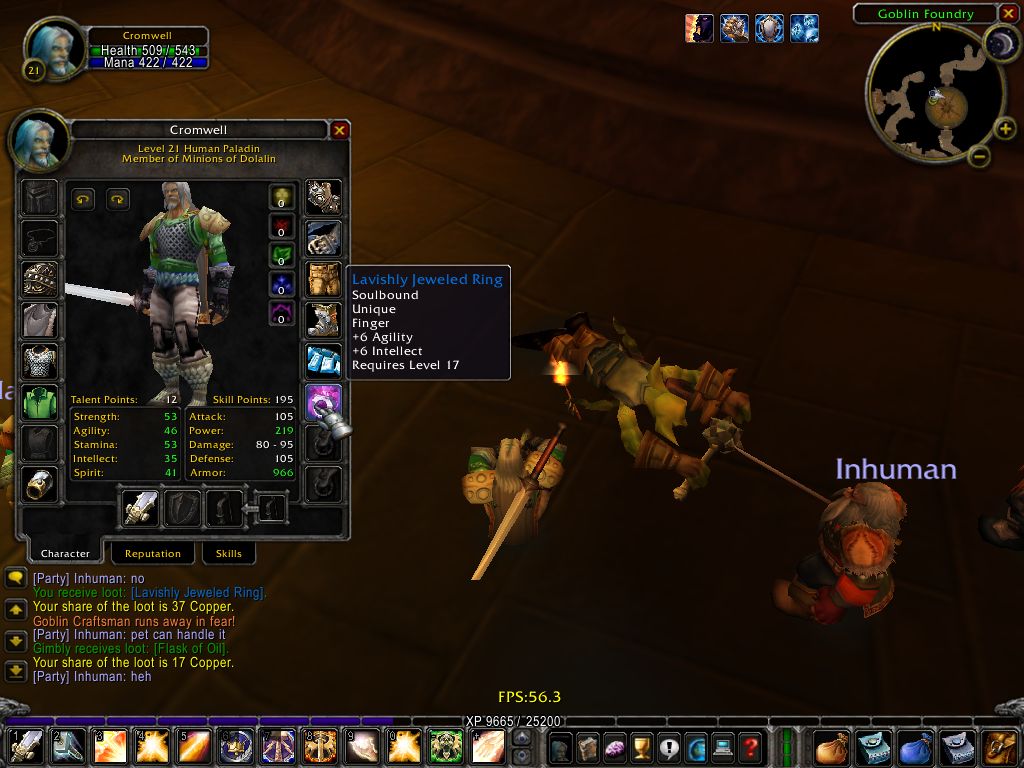 Cromwell
Health 509 / 543
Mana 422 / 422
21
Goblin Foundry
N
Cromwell
Level 21 Human Paladin
Member of Minions of Dolalin
0
0
0
0
0
Lavishly Jeweled Ring
Soulbound
Unique
Finger
+6 Agility
+6 Intellect
Requires Level 17
Talent Points: 12 Skill Points: 195
Strength: 53 Attack: 105
Agility: 46 Power: 219
Stamina: 53 Damage: 80 - 95
Intellect: 35 Defense: 105
Spirit: 41 Armor: 966
Character Reputation Skills
Inhuman
[Party] Inhuman: no
You receive loot: [Lavishly Jeweled Ring].
Your share of the loot is 37 Copper.
Goblin Craftsman runs away in fear!
[Party] Inhuman: pet can handle it
Gimbly receives loot: [Flask of Oil].
Your share of the loot is 17 Copper.
[Party] Inhuman: heh
FPS:56.3
XP 9665 / 25200